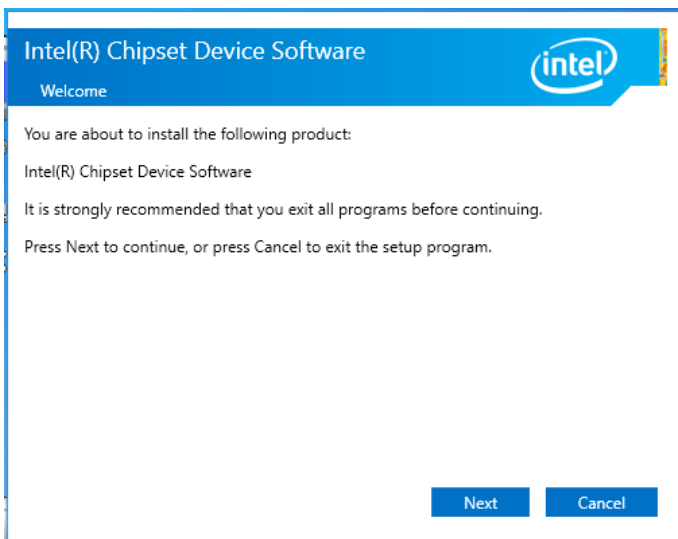 Intel(R) Chipset Device Software
intel
Welcome
You are about to install the following product:
Intel(R) Chipset Device Software
It is strongly recommended that you exit all programs before continuing.
Press Next to continue, or press Cancel to exit the setup program.
Next
Cancel